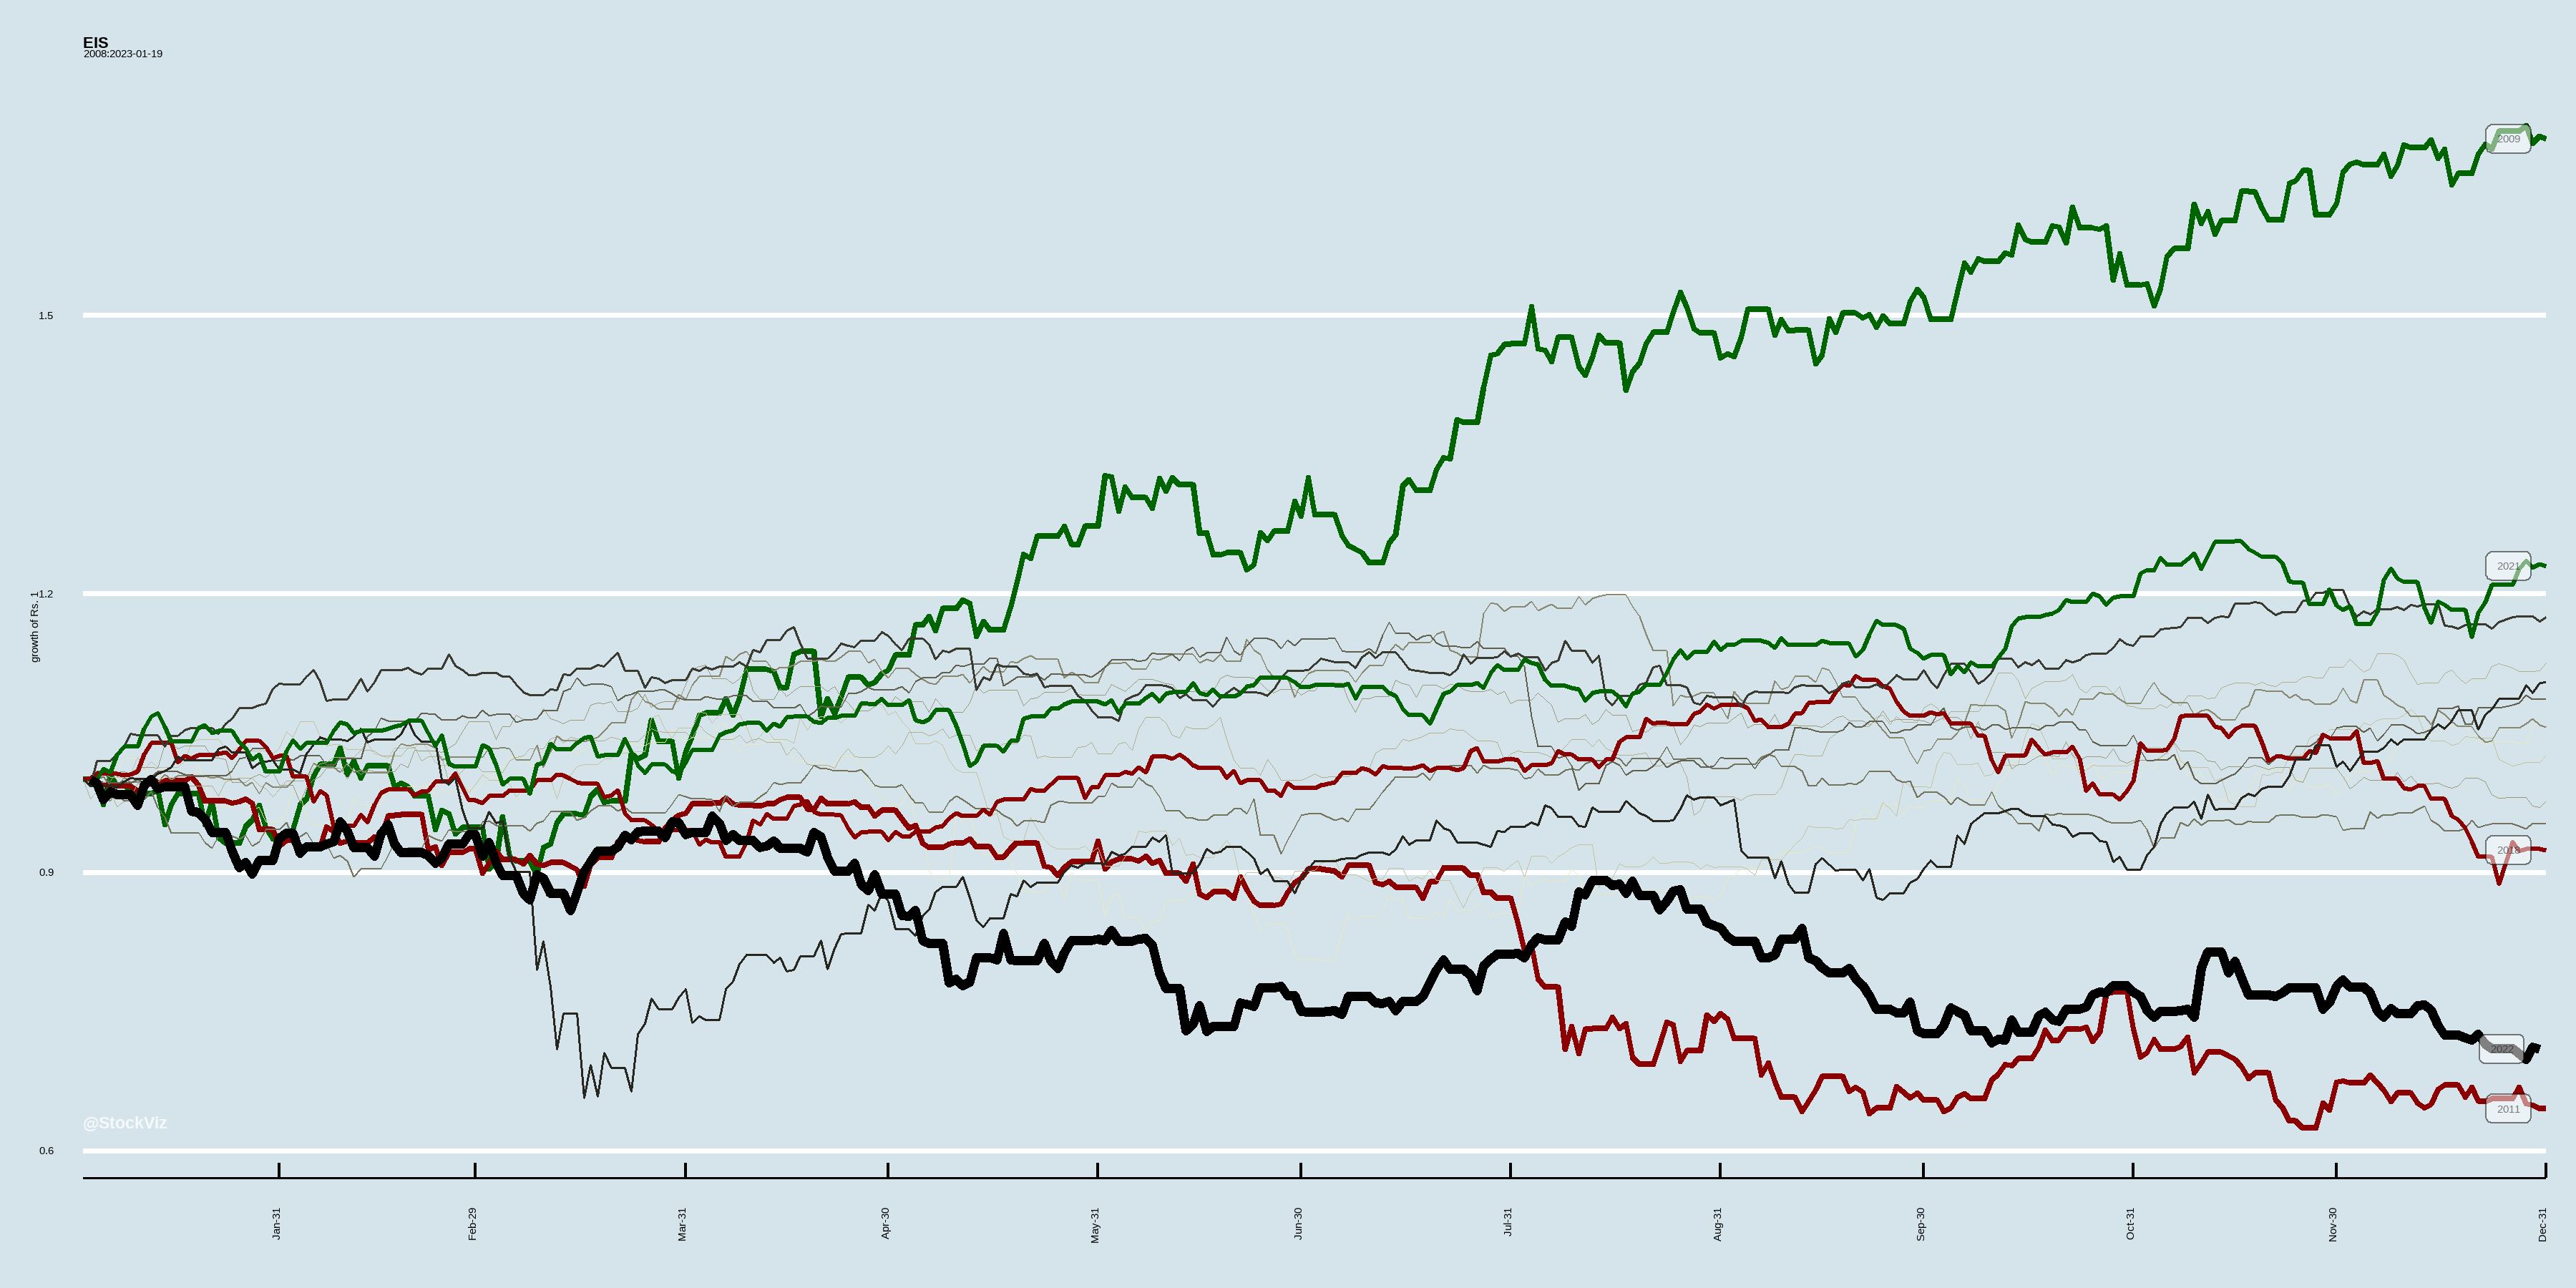 EIS
2008:2023-01-19
2009
1.5
2021
1.2
growth of Rs. 1
0.9
2018
2022
2011
@StockViz
0.6
Jan-31
Feb-29
Mar-31
Apr-30
May-31
Jun-30
Jul-31
Aug-31
Sep-30
Oct-31
Nov-30
Dec-31